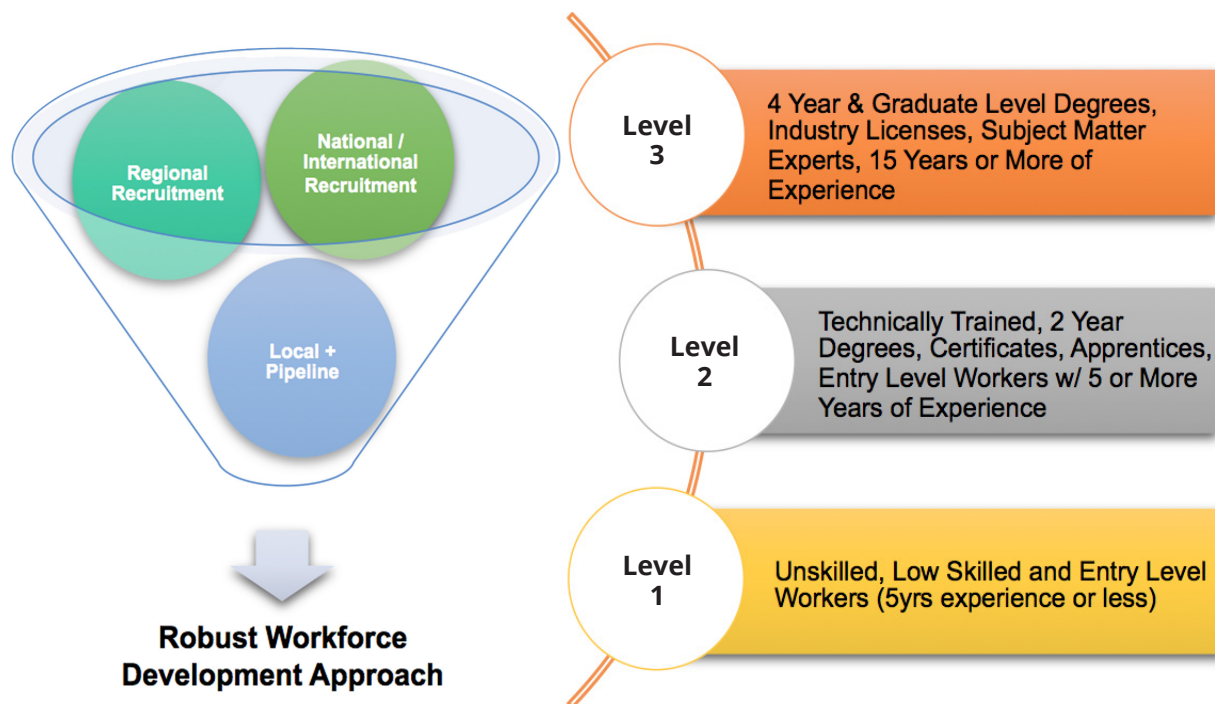 Regional
Recruitment
National /
International
Recruitment
Local +
Pipeline
Robust Workforce
Development Approach
Level
3
4 Year & Graduate Level Degrees,
Industry Licenses, Subject Matter
Experts, 15 Years or More of
Experience
Level
2
Technically Trained, 2 Year
Degrees, Certificates, Apprentices,
Entry Level Workers w/ 5 or More
Years of Experience
Level
1
Unskilled, Low Skilled and Entry Level
Workers (5yrs experience or less)